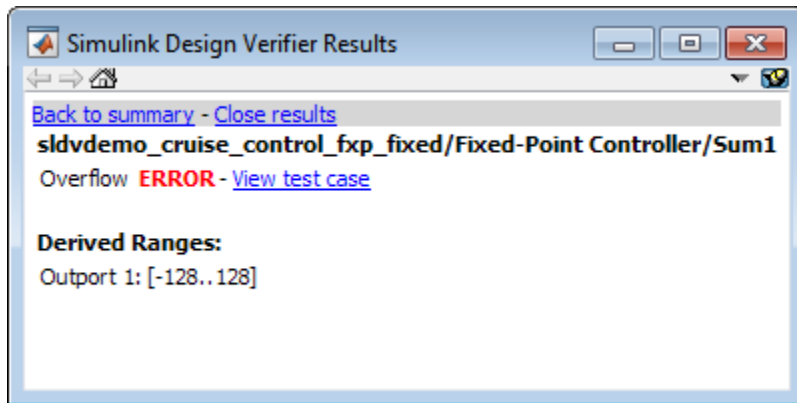 Simulink Design Verifier Results
Back to summary - Close results
sldvdemo_cruise_control_fxp_fixed/Fixed-Point Controller/Sum1
Overflow ERROR - View test case
Derived Ranges:
Outport 1: [-128..128]